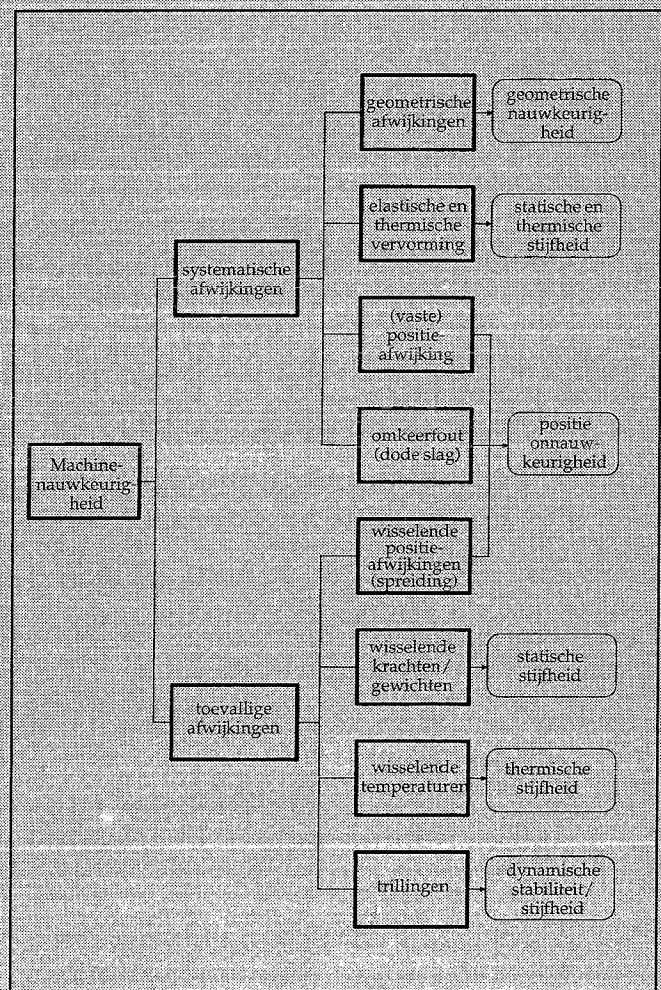 geometrische
afwijkingen
geometrische
nauwkeurig-
heid
elastische en
thermische
vervorming
statische en
thermische
stijfheid
systematische
afwijkingen
(vaste)
positie-
afwijking
omkeerfout
(dode slag)
positie
onnauw-
keurigheid
Machine-
nauwkeurig-
heid
wisselende
positie-
afwijkingen
(spreiding)
wisselende
krachten/
gewichten
statische
stijfheid
toevallige
afwijkingen
wisselende
temperaturen
thermische
stijfheid
trillingen
dynamische
stabiliteit/
stijfheid